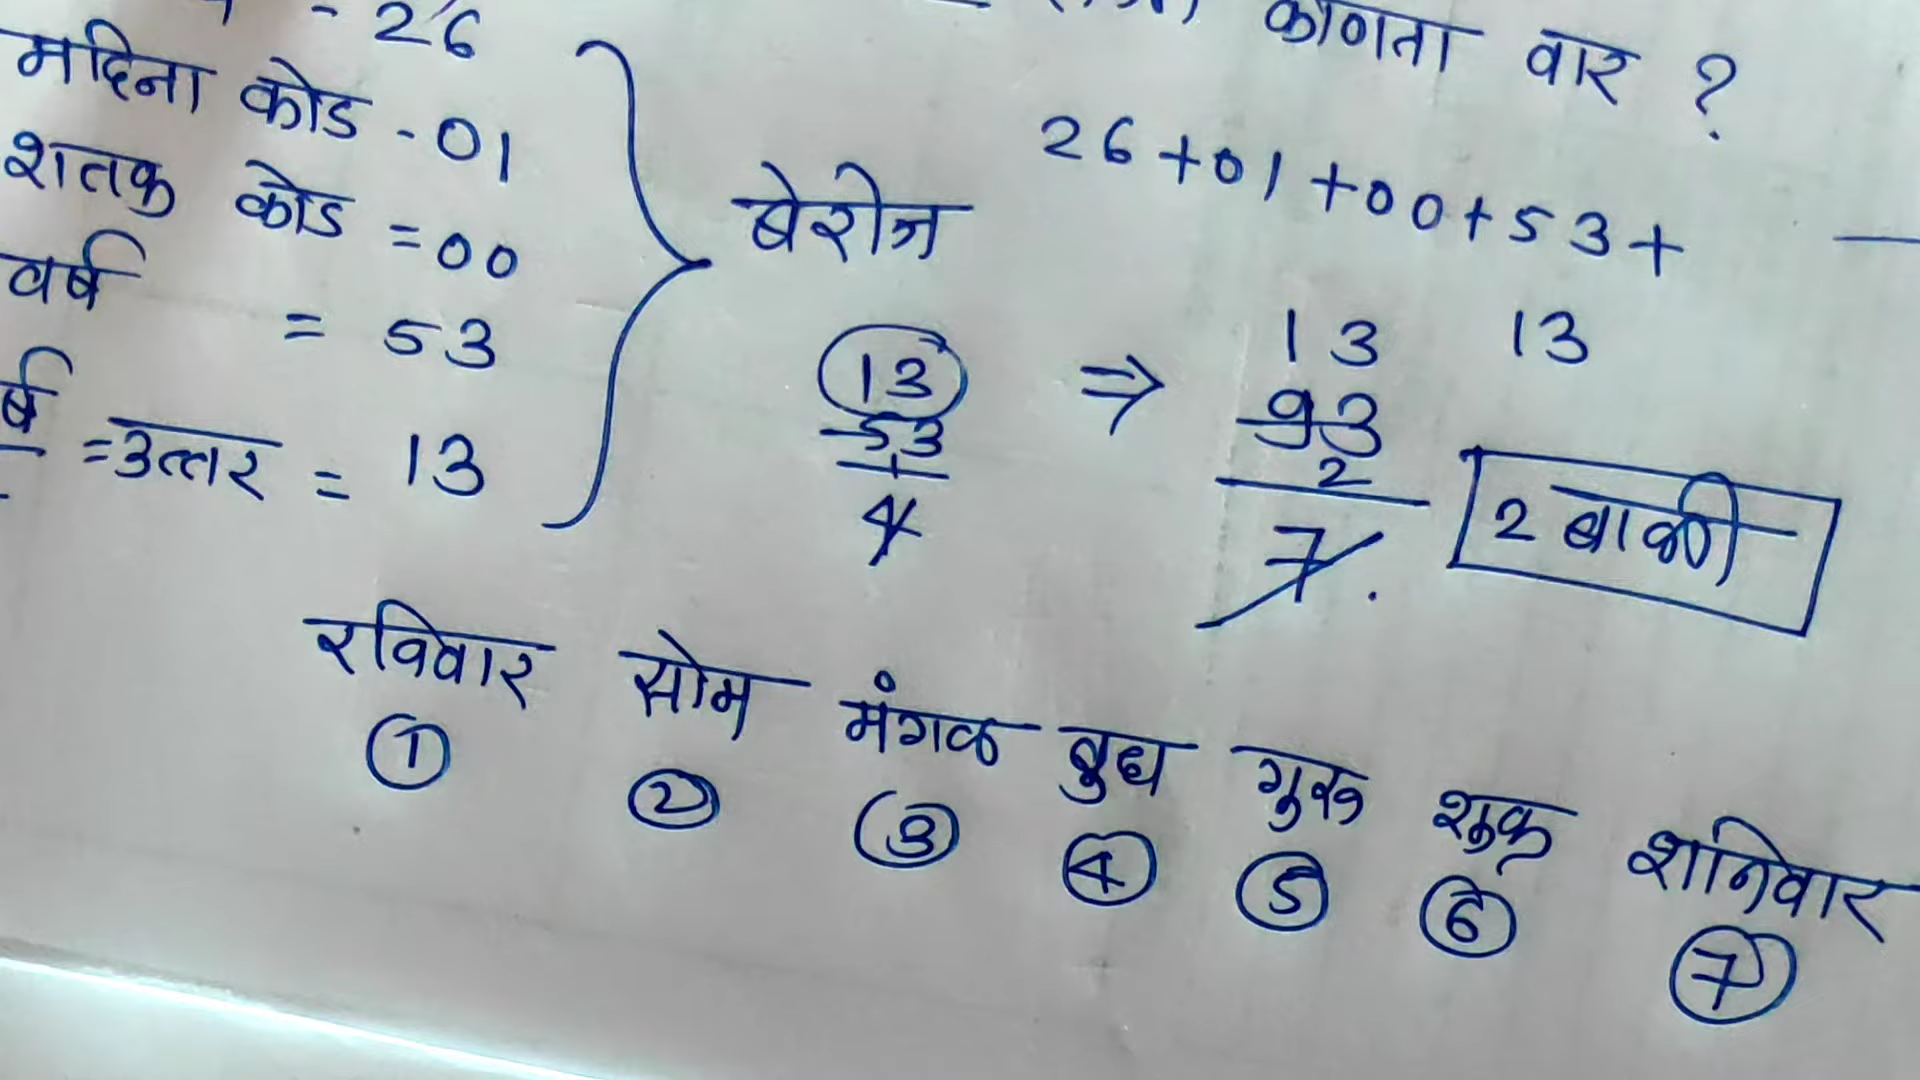 - 26
महिना कोड - 01
शतक कोड = 00
वर्ष = 53
र्ष = उत्तर = 13
कोणता वार ?
26+01+00+53+
बेरीज
13
53
4
⇒
13 13
93
2
7
2 बाकी
रविवार सोम मंगळ बुध गुरु शुक्र शनिवार
1 2 3 4 5 6 7